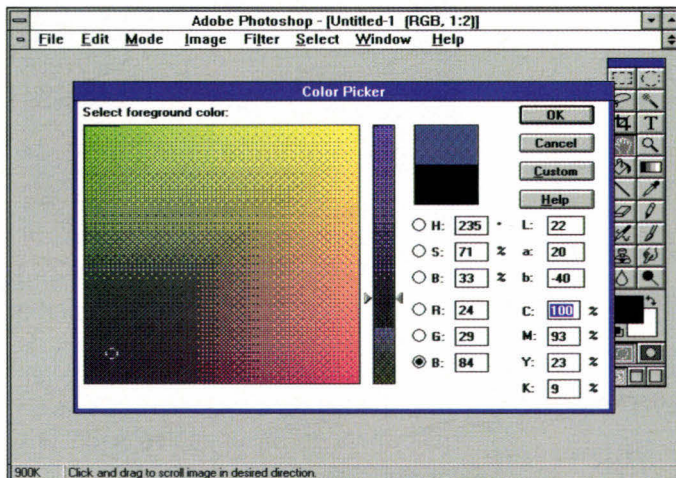 Adobe Photoshop - [Untitled-1 (RGB, 1:2)]
File Edit Mode Image Filter Select Window Help
Color Picker
Select foreground color:
OK
Cancel
Custom
Help
H: 235 ° L: 22
S: 71 % a: 20
B: 33 % b: -40
R: 24 C: 100 %
G: 29 M: 93 %
B: 84 Y: 23 %
K: 9 %
T
900K Click and drag to scroll image in desired direction.